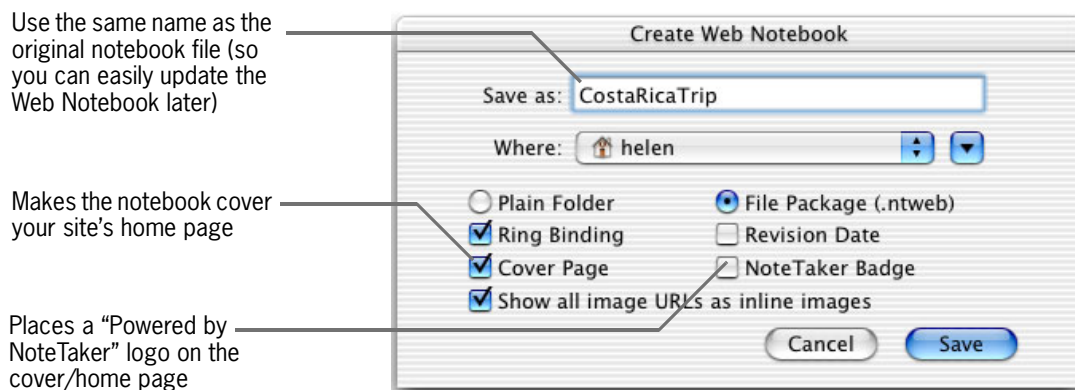 Use the same name as the
original notebook file (so
you can easily update the
Web Notebook later)
Makes the notebook cover
your site's home page
Places a “Powered by
NoteTaker” logo on the
cover/home page
Create Web Notebook
Save as: CostaRicaTrip
Where: helen
Plain Folder File Package (.ntweb)
Ring Binding Revision Date
Cover Page NoteTaker Badge
Show all image URLs as inline images
Cancel Save